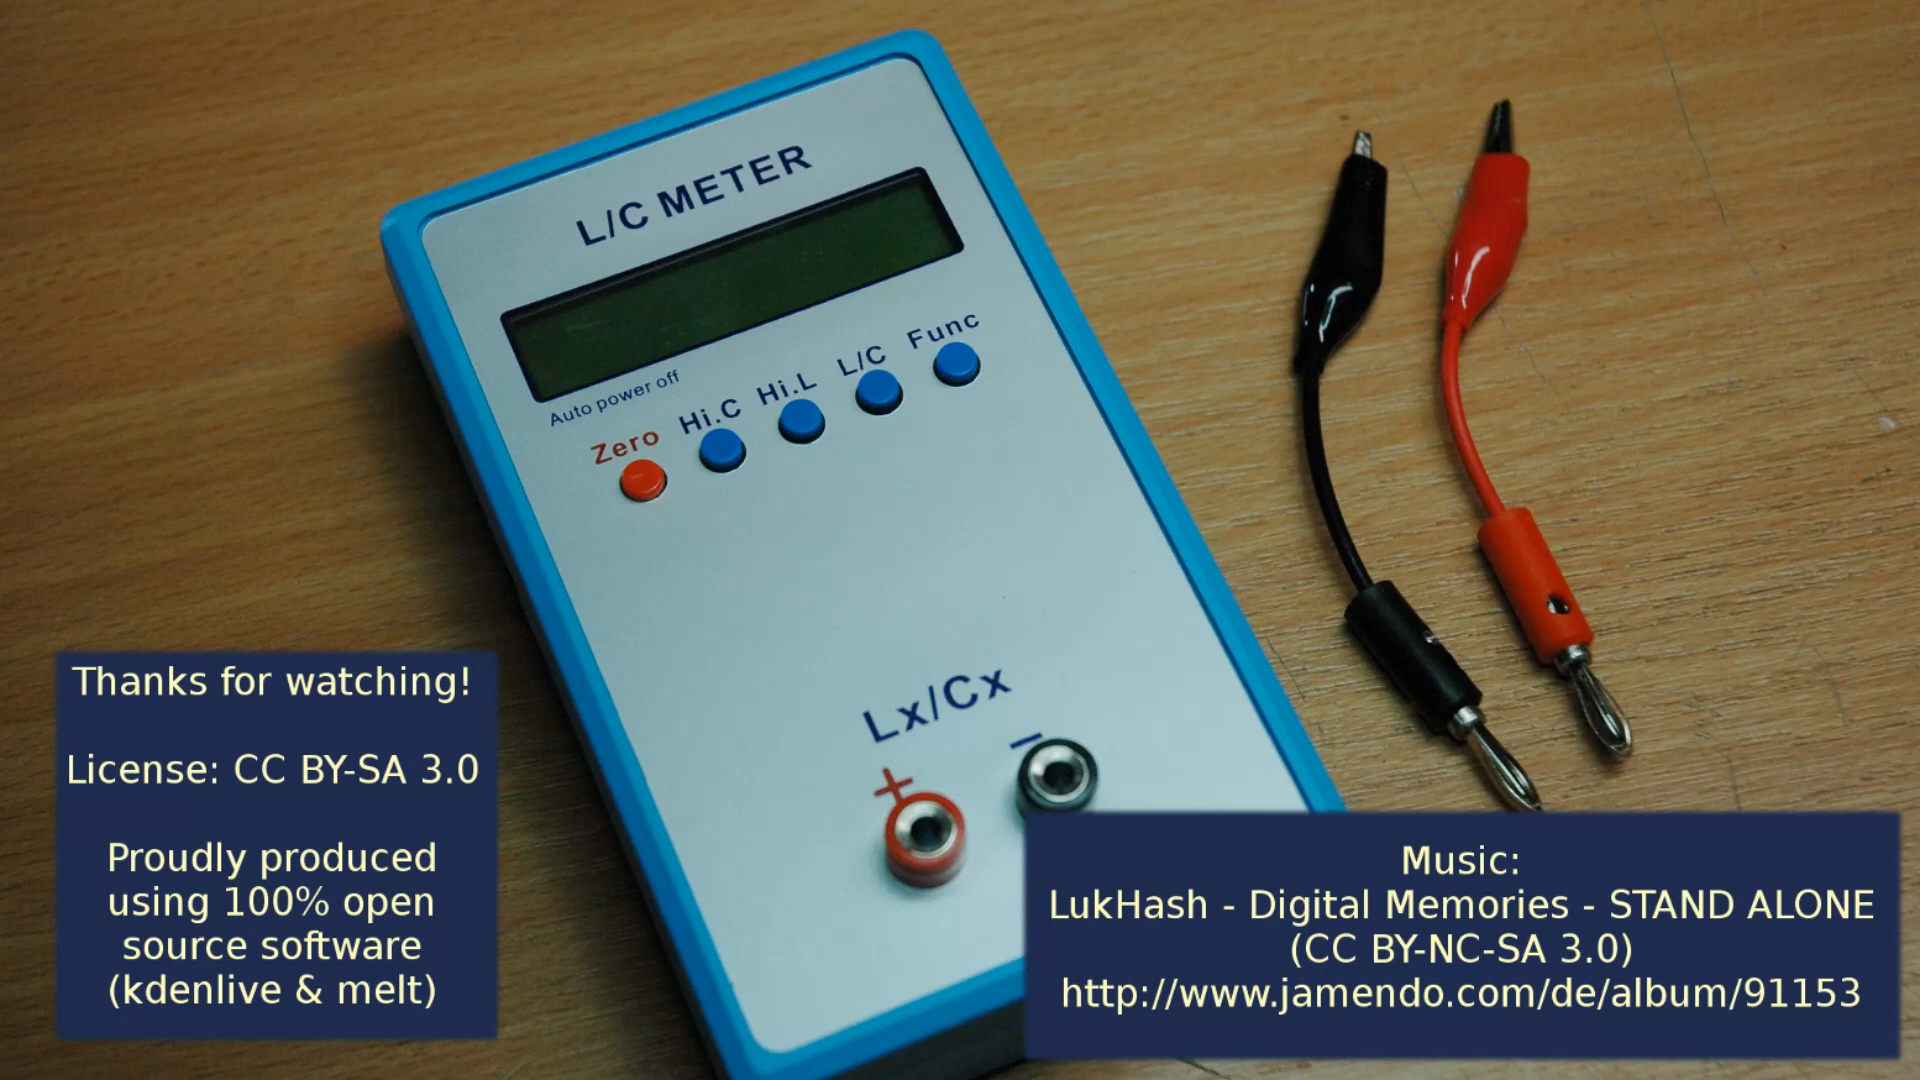 L/C METER
Auto power off
Zero Hi.C Hi.L L/C Func
Lx/Cx
+ −
Thanks for watching!
License: CC BY-SA 3.0
Proudly produced
using 100% open
source software
(kdenlive & melt)
Music:
LukHash - Digital Memories - STAND ALONE
(CC BY-NC-SA 3.0)
http://www.jamendo.com/de/album/91153